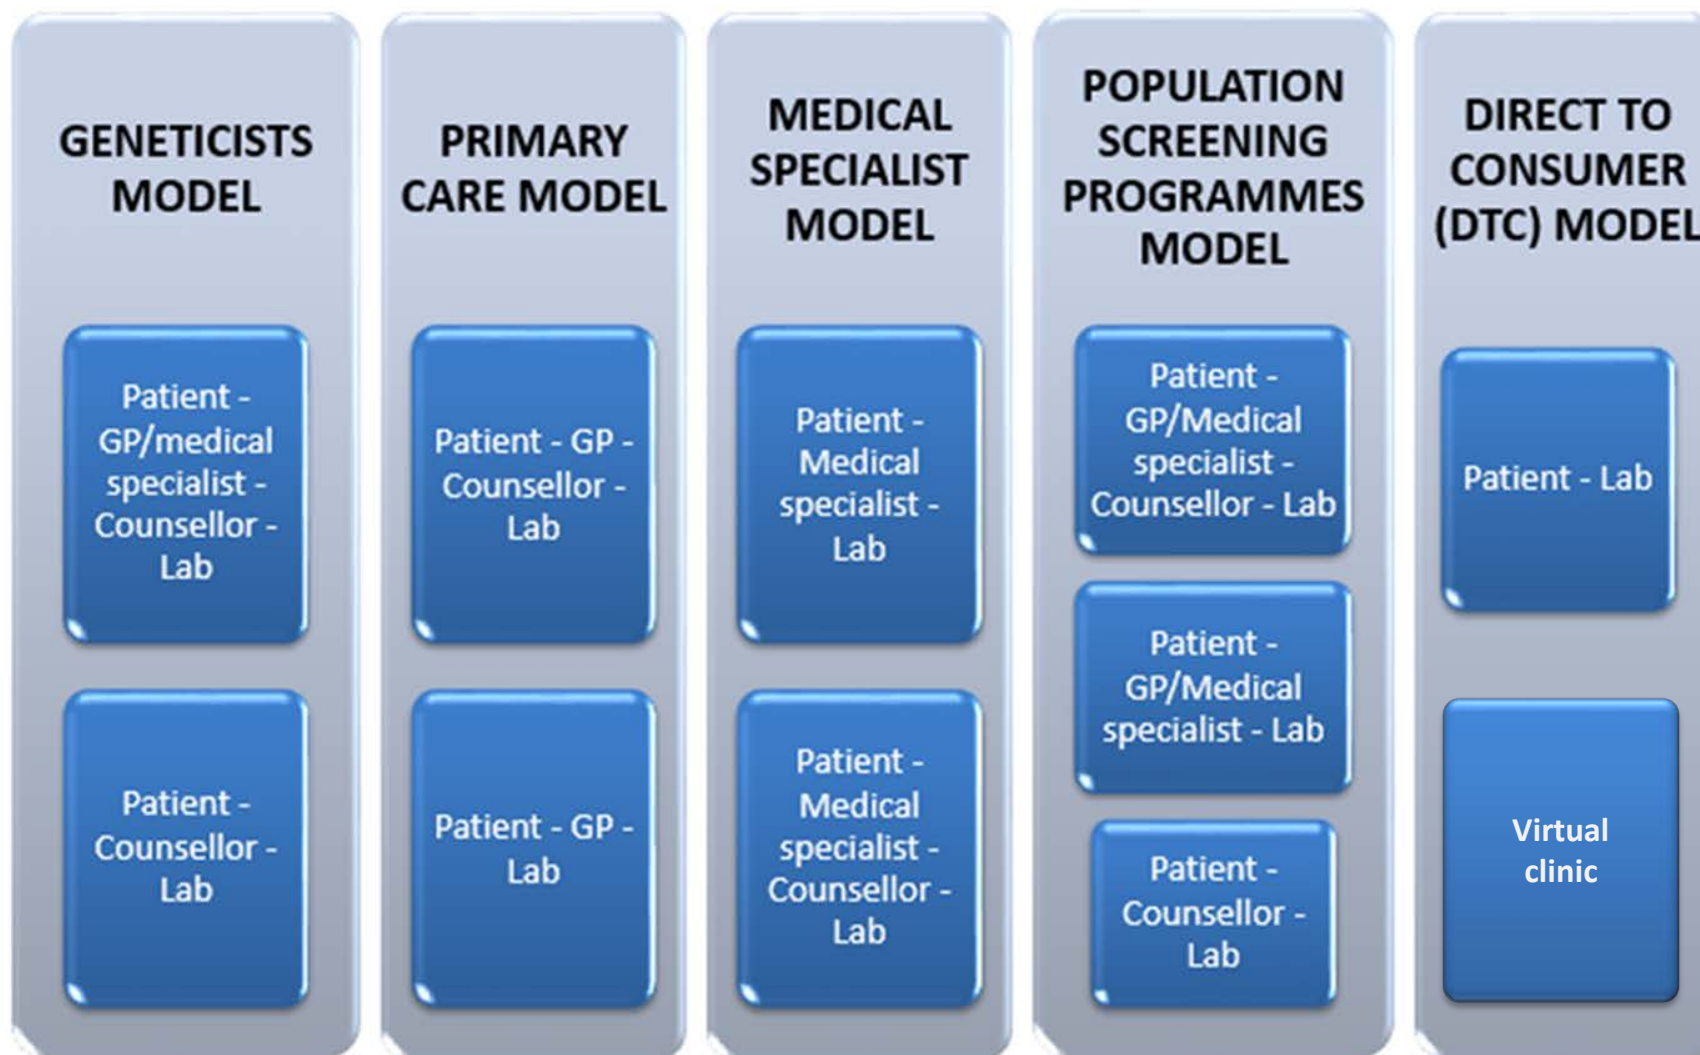 GENETICISTS
MODEL
Patient -
GP/medical
specialist -
Counsellor -
Lab
Patient -
Counsellor -
Lab
PRIMARY
CARE MODEL
Patient - GP -
Counsellor -
Lab
Patient - GP -
Lab
MEDICAL
SPECIALIST
MODEL
Patient -
Medical
specialist -
Lab
Patient -
Medical
specialist -
Counsellor -
Lab
POPULATION
SCREENING
PROGRAMMES
MODEL
Patient -
GP/Medical
specialist -
Counsellor - Lab
Patient -
GP/Medical
specialist - Lab
Patient -
Counsellor -
Lab
DIRECT TO
CONSUMER
(DTC) MODEL
Patient - Lab
Virtual
clinic